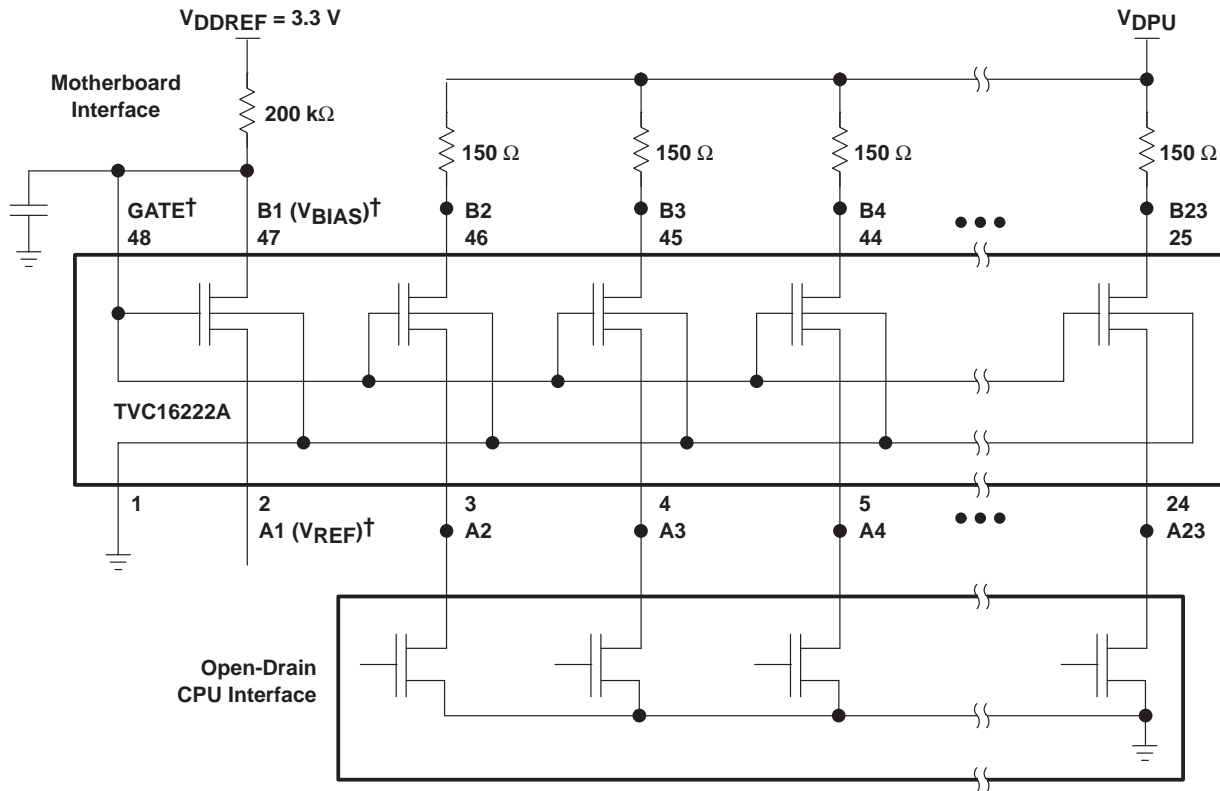 VDDREF = 3.3 V
VDPU
Motherboard
Interface
200 kΩ
150 Ω
150 Ω
150 Ω
150 Ω
GATE†
48
B1 (VBIAS)†
47
B2
46
B3
45
B4
44
B23
25
TVC16222A
1
2
A1 (VREF)†
3
A2
4
A3
5
A4
24
A23
Open-Drain
CPU Interface